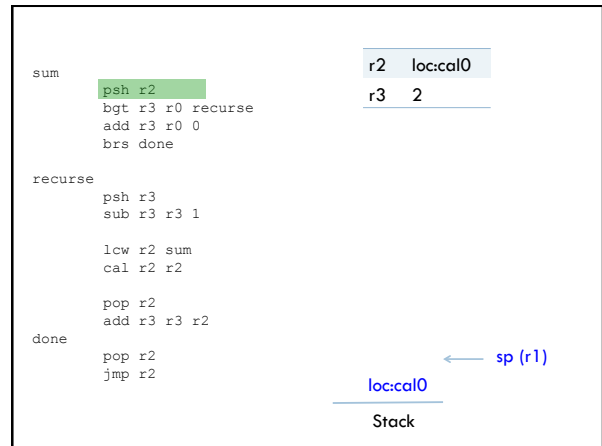 sum
psh r2
bgt r3 r0 recurse
add r3 r0 0
brs done
recurse
psh r3
sub r3 r3 1
lcw r2 sum
cal r2 r2
pop r2
add r3 r3 r2
done
pop r2
jmp r2
r2 loc:cal0
r3 2
sp (r1)
loc:cal0
Stack